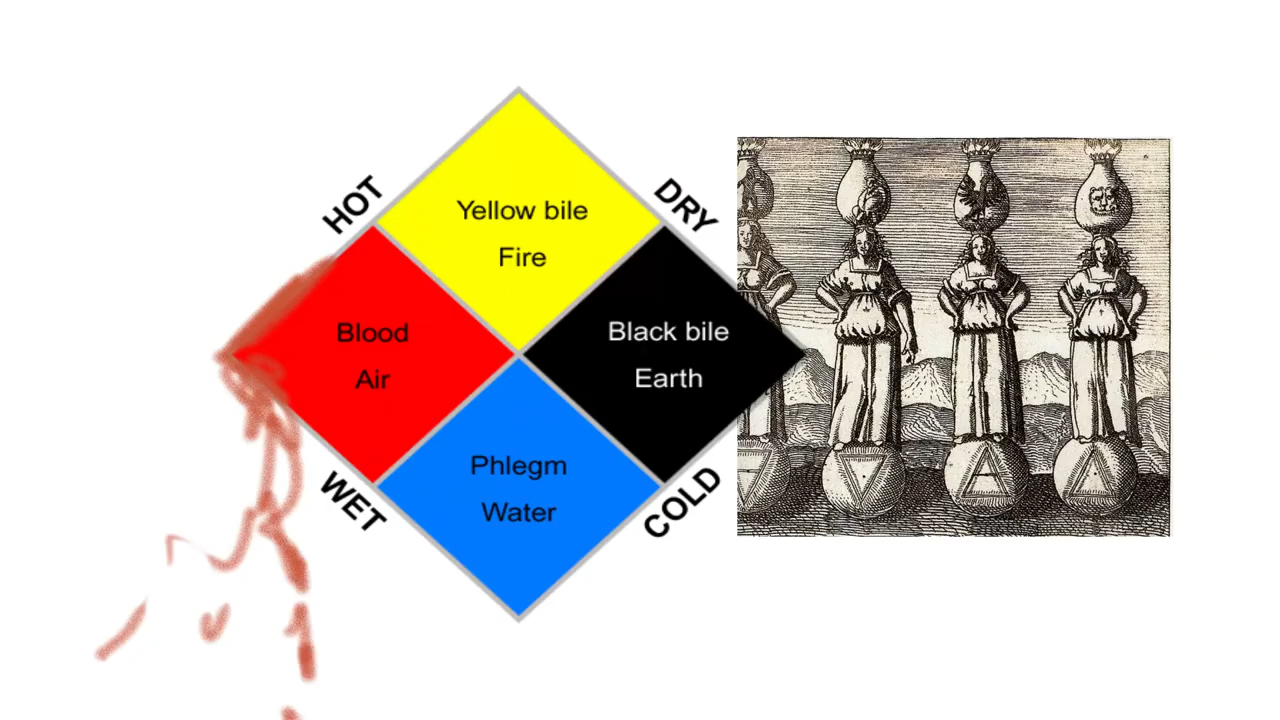 HOT
DRY
Yellow bile
Fire
Blood
Air
Black bile
Earth
Phlegm
Water
WET
COLD